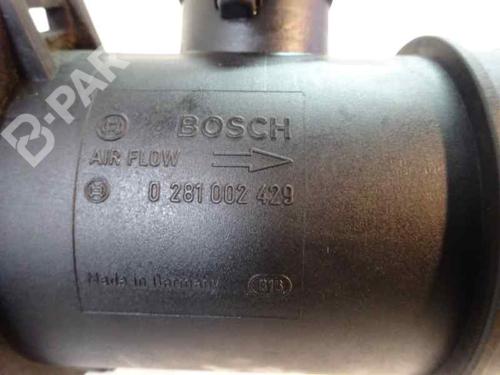 BOSCH
AIR FLOW
0 281 002 429
Made in Germany
B-PAR